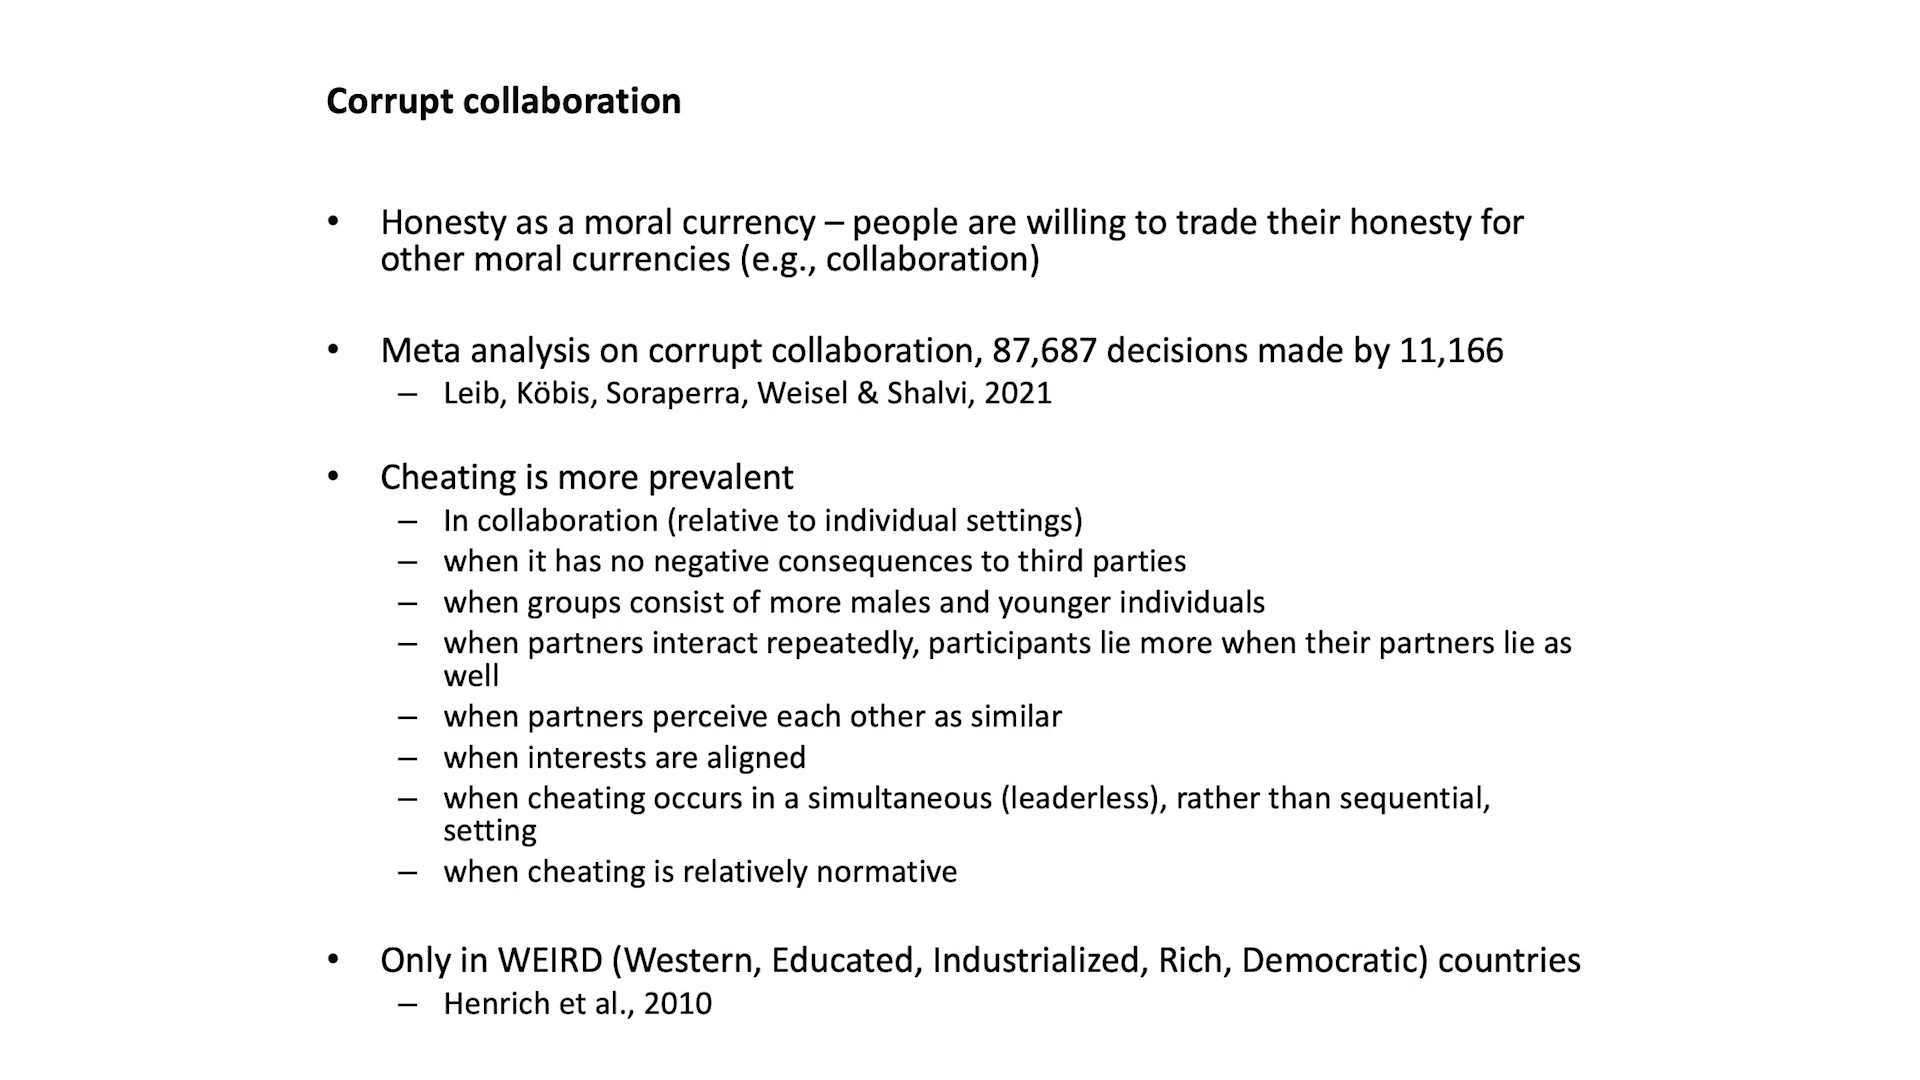 Corrupt collaboration
• Honesty as a moral currency – people are willing to trade their honesty for
other moral currencies (e.g., collaboration)
• Meta analysis on corrupt collaboration, 87,687 decisions made by 11,166
– Leib, Köbis, Soraperra, Weisel & Shalvi, 2021
• Cheating is more prevalent
– In collaboration (relative to individual settings)
– when it has no negative consequences to third parties
– when groups consist of more males and younger individuals
– when partners interact repeatedly, participants lie more when their partners lie as
well
– when partners perceive each other as similar
– when interests are aligned
– when cheating occurs in a simultaneous (leaderless), rather than sequential,
setting
– when cheating is relatively normative
• Only in WEIRD (Western, Educated, Industrialized, Rich, Democratic) countries
– Henrich et al., 2010